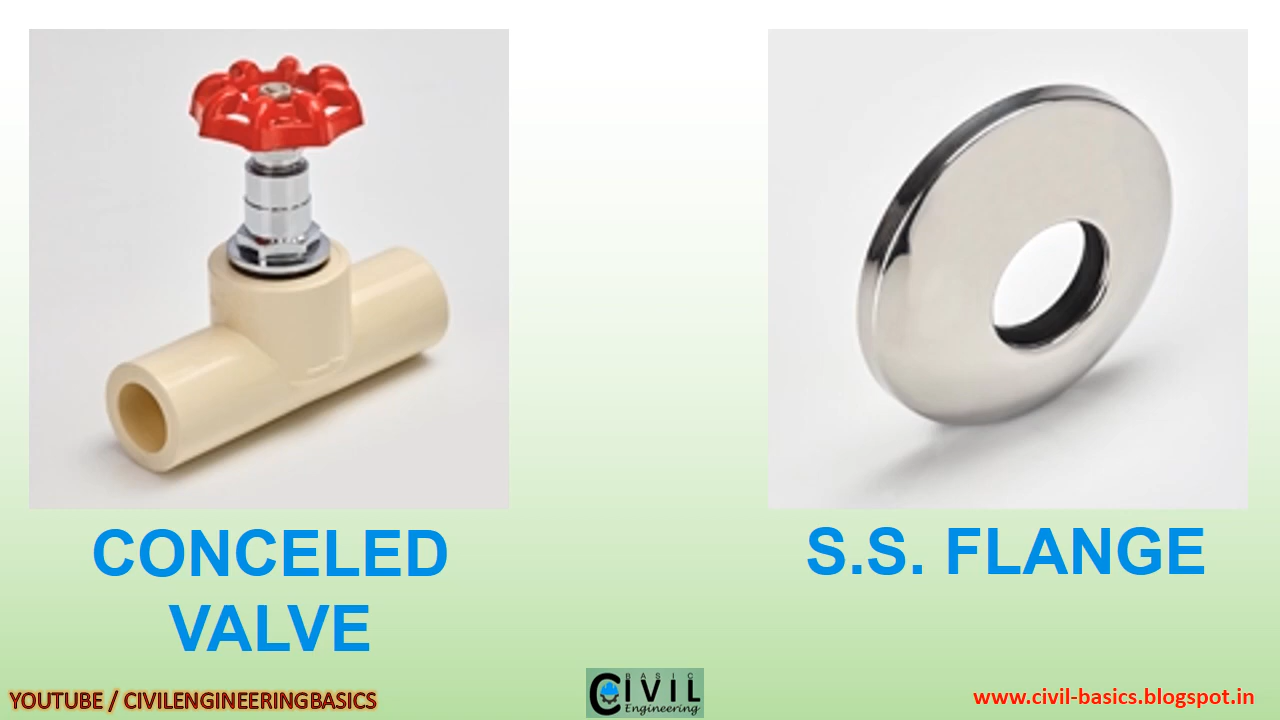 CONCELED
VALVE
S.S. FLANGE
YOUTUBE / CIVILENGINEERINGBASICS
BASIC
CIVIL
Engineering
www.civil-basics.blogspot.in